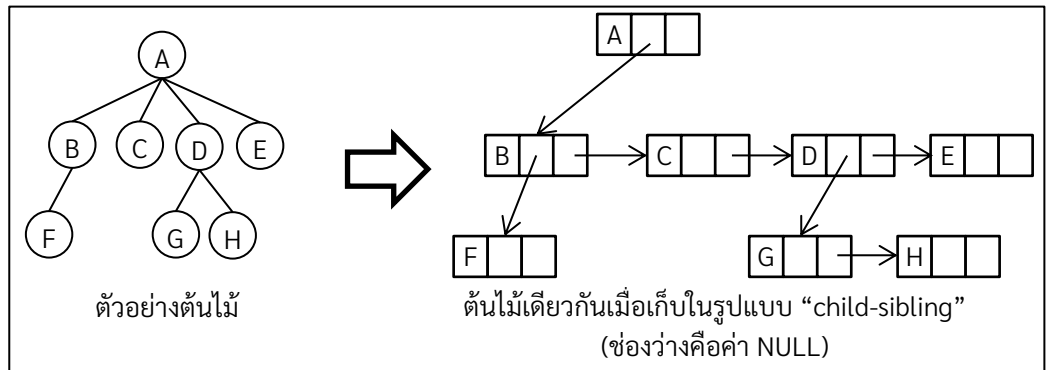 A
B C D E
F G H
ตัวอย่างต้นไม้
A
B C D E
F G H
ต้นไม้เดียวกันเมื่อเก็บในรูปแบบ “child-sibling”
(ช่องว่างคือค่า NULL)